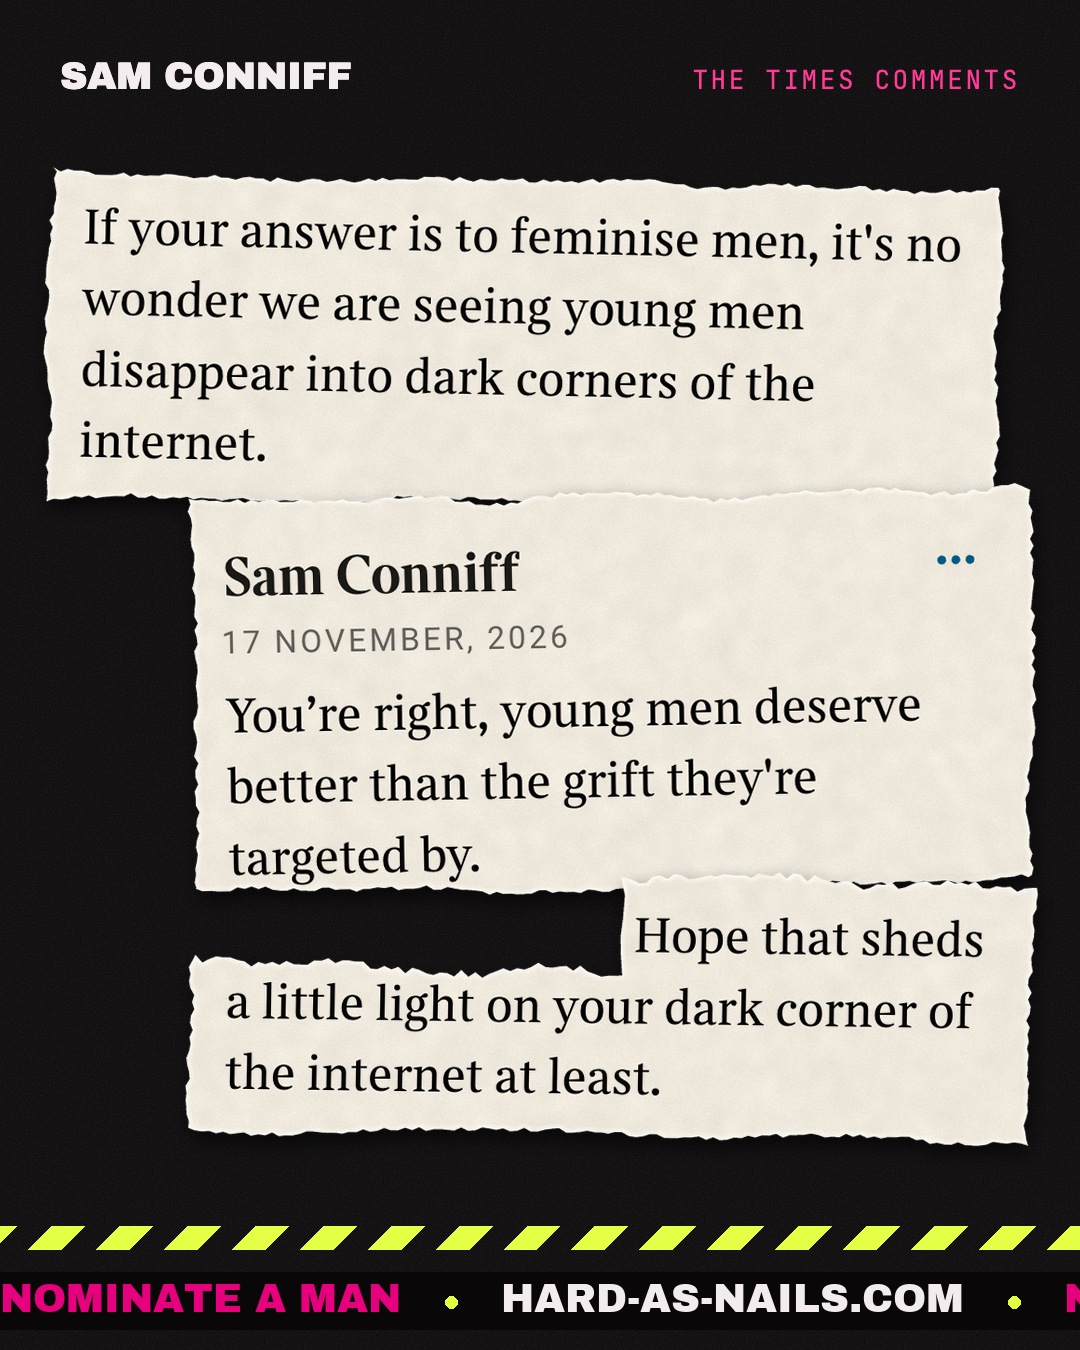 SAM CONNIFF
THE TIMES COMMENTS
If your answer is to feminise men, it's no
wonder we are seeing young men
disappear into dark corners of the
internet.
Sam Conniff
17 NOVEMBER, 2026
You’re right, young men deserve
better than the grift they're
targeted by.
Hope that sheds
a little light on your dark corner of
the internet at least.
NOMINATE A MAN • HARD-AS-NAILS.COM •